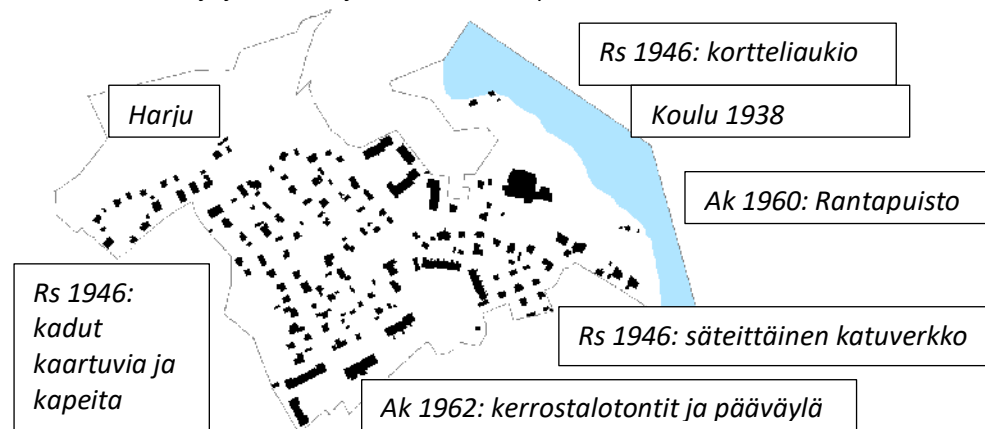 Rs 1946: kortteliaukio
Harju
Koulu 1938
Ak 1960: Rantapuisto
Rs 1946:
kadut
kaartuvia ja
kapeita
Rs 1946: säteittäinen katuverkko
Ak 1962: kerrostalotontit ja pääväylä